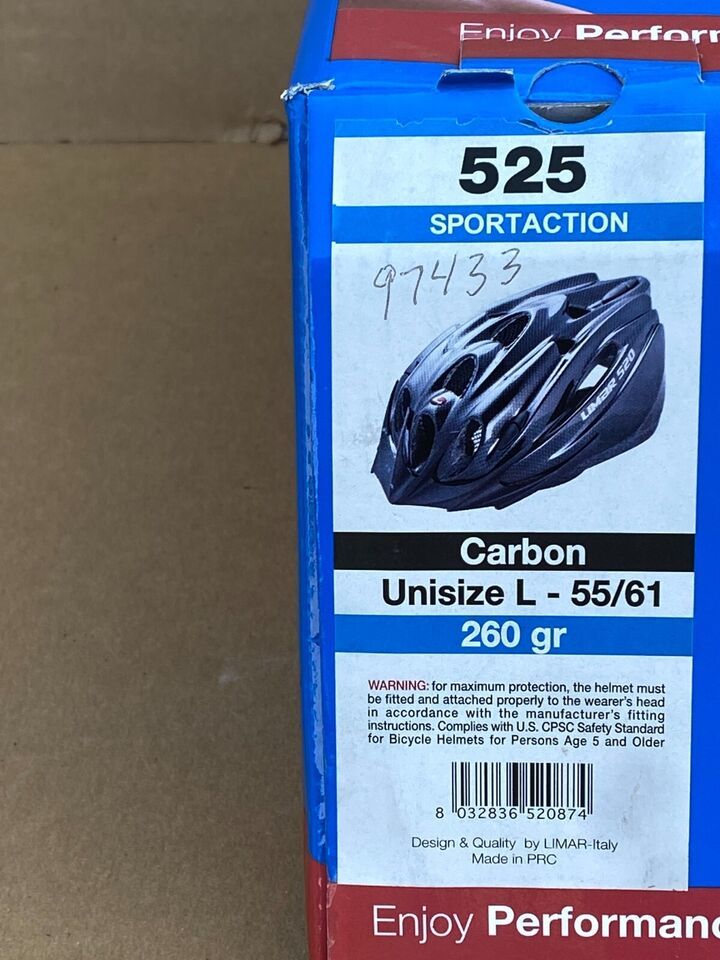 Enjoy Perform
525
SPORTACTION
97433
LIMAR 520
Carbon
Unisize L - 55/61
260 gr
WARNING: for maximum protection, the helmet must
be fitted and attached properly to the wearer's head
in accordance with the manufacturer's fitting
instructions. Complies with U.S. CPSC Safety Standard
for Bicycle Helmets for Persons Age 5 and Older
8 032836 520874
Design & Quality by LIMAR-Italy
Made in PRC
Enjoy Performanc